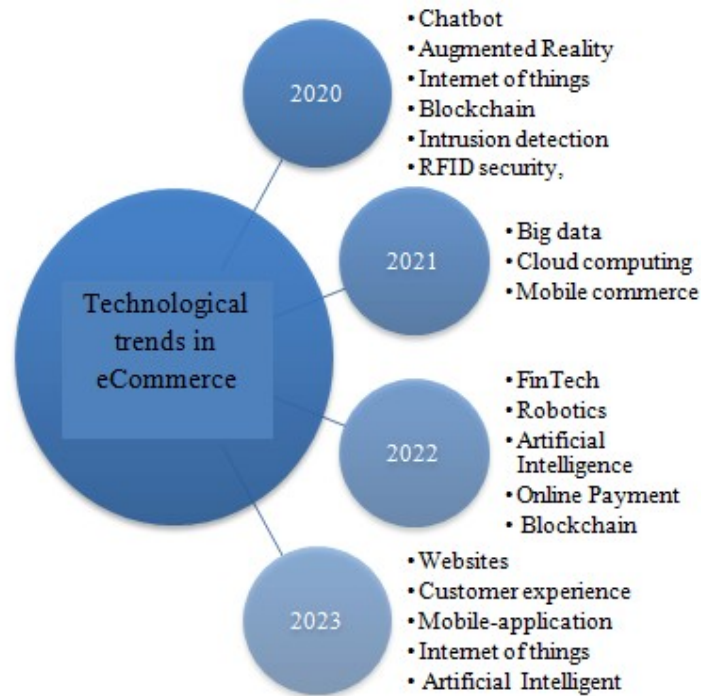 Technological
trends in
eCommerce
2020
• Chatbot
• Augmented Reality
• Internet of things
• Blockchain
• Intrusion detection
• RFID security,
2021
• Big data
• Cloud computing
• Mobile commerce
2022
• FinTech
• Robotics
• Artificial
Intelligence
• Online Payment
• Blockchain
2023
• Websites
• Customer experience
• Mobile-application
• Internet of things
• Artificial Intelligent